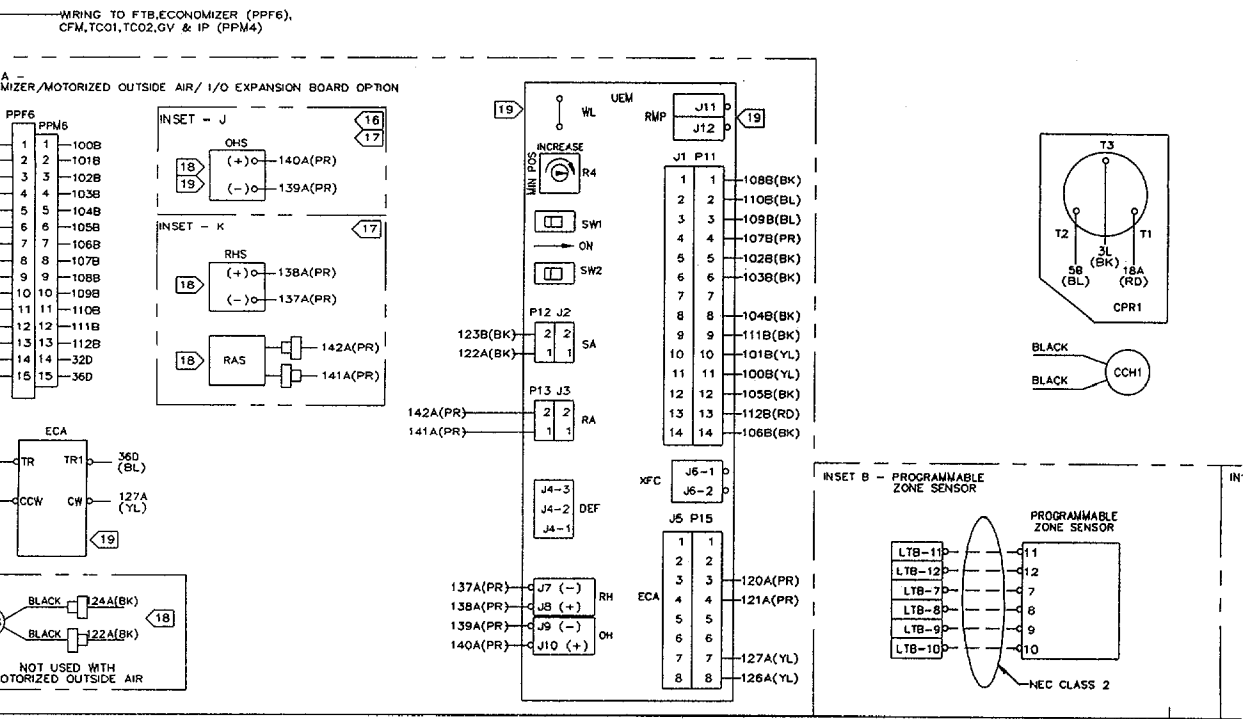 WIRING TO FTB,ECONOMIZER (PPF6),
CFM,TCO1,TCO2,GV & IP (PPM4)
A -
MIZER/MOTORIZED OUTSIDE AIR/ I/O EXPANSION BOARD OPTION
PPF6
PPM6
1 1 100B
2 2 101B
3 3 102B
4 4 103B
5 5 104B
6 6 105B
7 7 106B
8 8 107B
9 9 108B
10 10 109B
11 11 110B
12 12 111B
13 13 112B
14 14 32D
15 15 36D
INSET - J
16
17
OHS
18
19
(+) 140A(PR)
(-) 139A(PR)
INSET - K
17
RHS
18
(+) 138A(PR)
(-) 137A(PR)
18
RAS
142A(PR)
141A(PR)
ECA
TR TR1
36D
(BL)
CCW CW
127A
(YL)
19
BLACK 124A(BK)
BLACK 122A(BK)
18
NOT USED WITH
OTORIZED OUTSIDE AIR
19
WL
UEM
RMP
J11
J12
19
INCREASE
MIN POS
R4
SW1
ON
SW2
P12 J2
123B(BK) 2 2
122A(BK) 1 1
SA
P13 J3
142A(PR) 2 2
141A(PR) 1 1
RA
J4-3
J4-2
J4-1
DEF
137A(PR) J7 (-)
138A(PR) J8 (+)
RH
139A(PR) J9 (-)
140A(PR) J10 (+)
OH
J1 P11
1 1 108B(BK)
2 2 110B(BL)
3 3 109B(BL)
4 4 107B(PR)
5 5 102B(BK)
6 6 103B(BK)
7 7
8 8 104B(BK)
9 9 111B(BK)
10 10 101B(YL)
11 11 100B(YL)
12 12 105B(BK)
13 13 112B(RD)
14 14 106B(BK)
XFC
J6-1
J6-2
J5 P15
ECA
1 1
2 2
3 3 120A(PR)
4 4 121A(PR)
5 5
6 6
7 7 127A(YL)
8 8 126A(YL)
T3
T2
T1
5B
(BL)
3L
(BK)
18A
(RD)
CPR1
BLACK
BLACK
CCH1
INSET B - PROGRAMMABLE
ZONE SENSOR
PROGRAMMABLE
ZONE SENSOR
LTB-11 11
LTB-12 12
LTB-7 7
LTB-8 8
LTB-9 9
LTB-10 10
NEC CLASS 2
IN